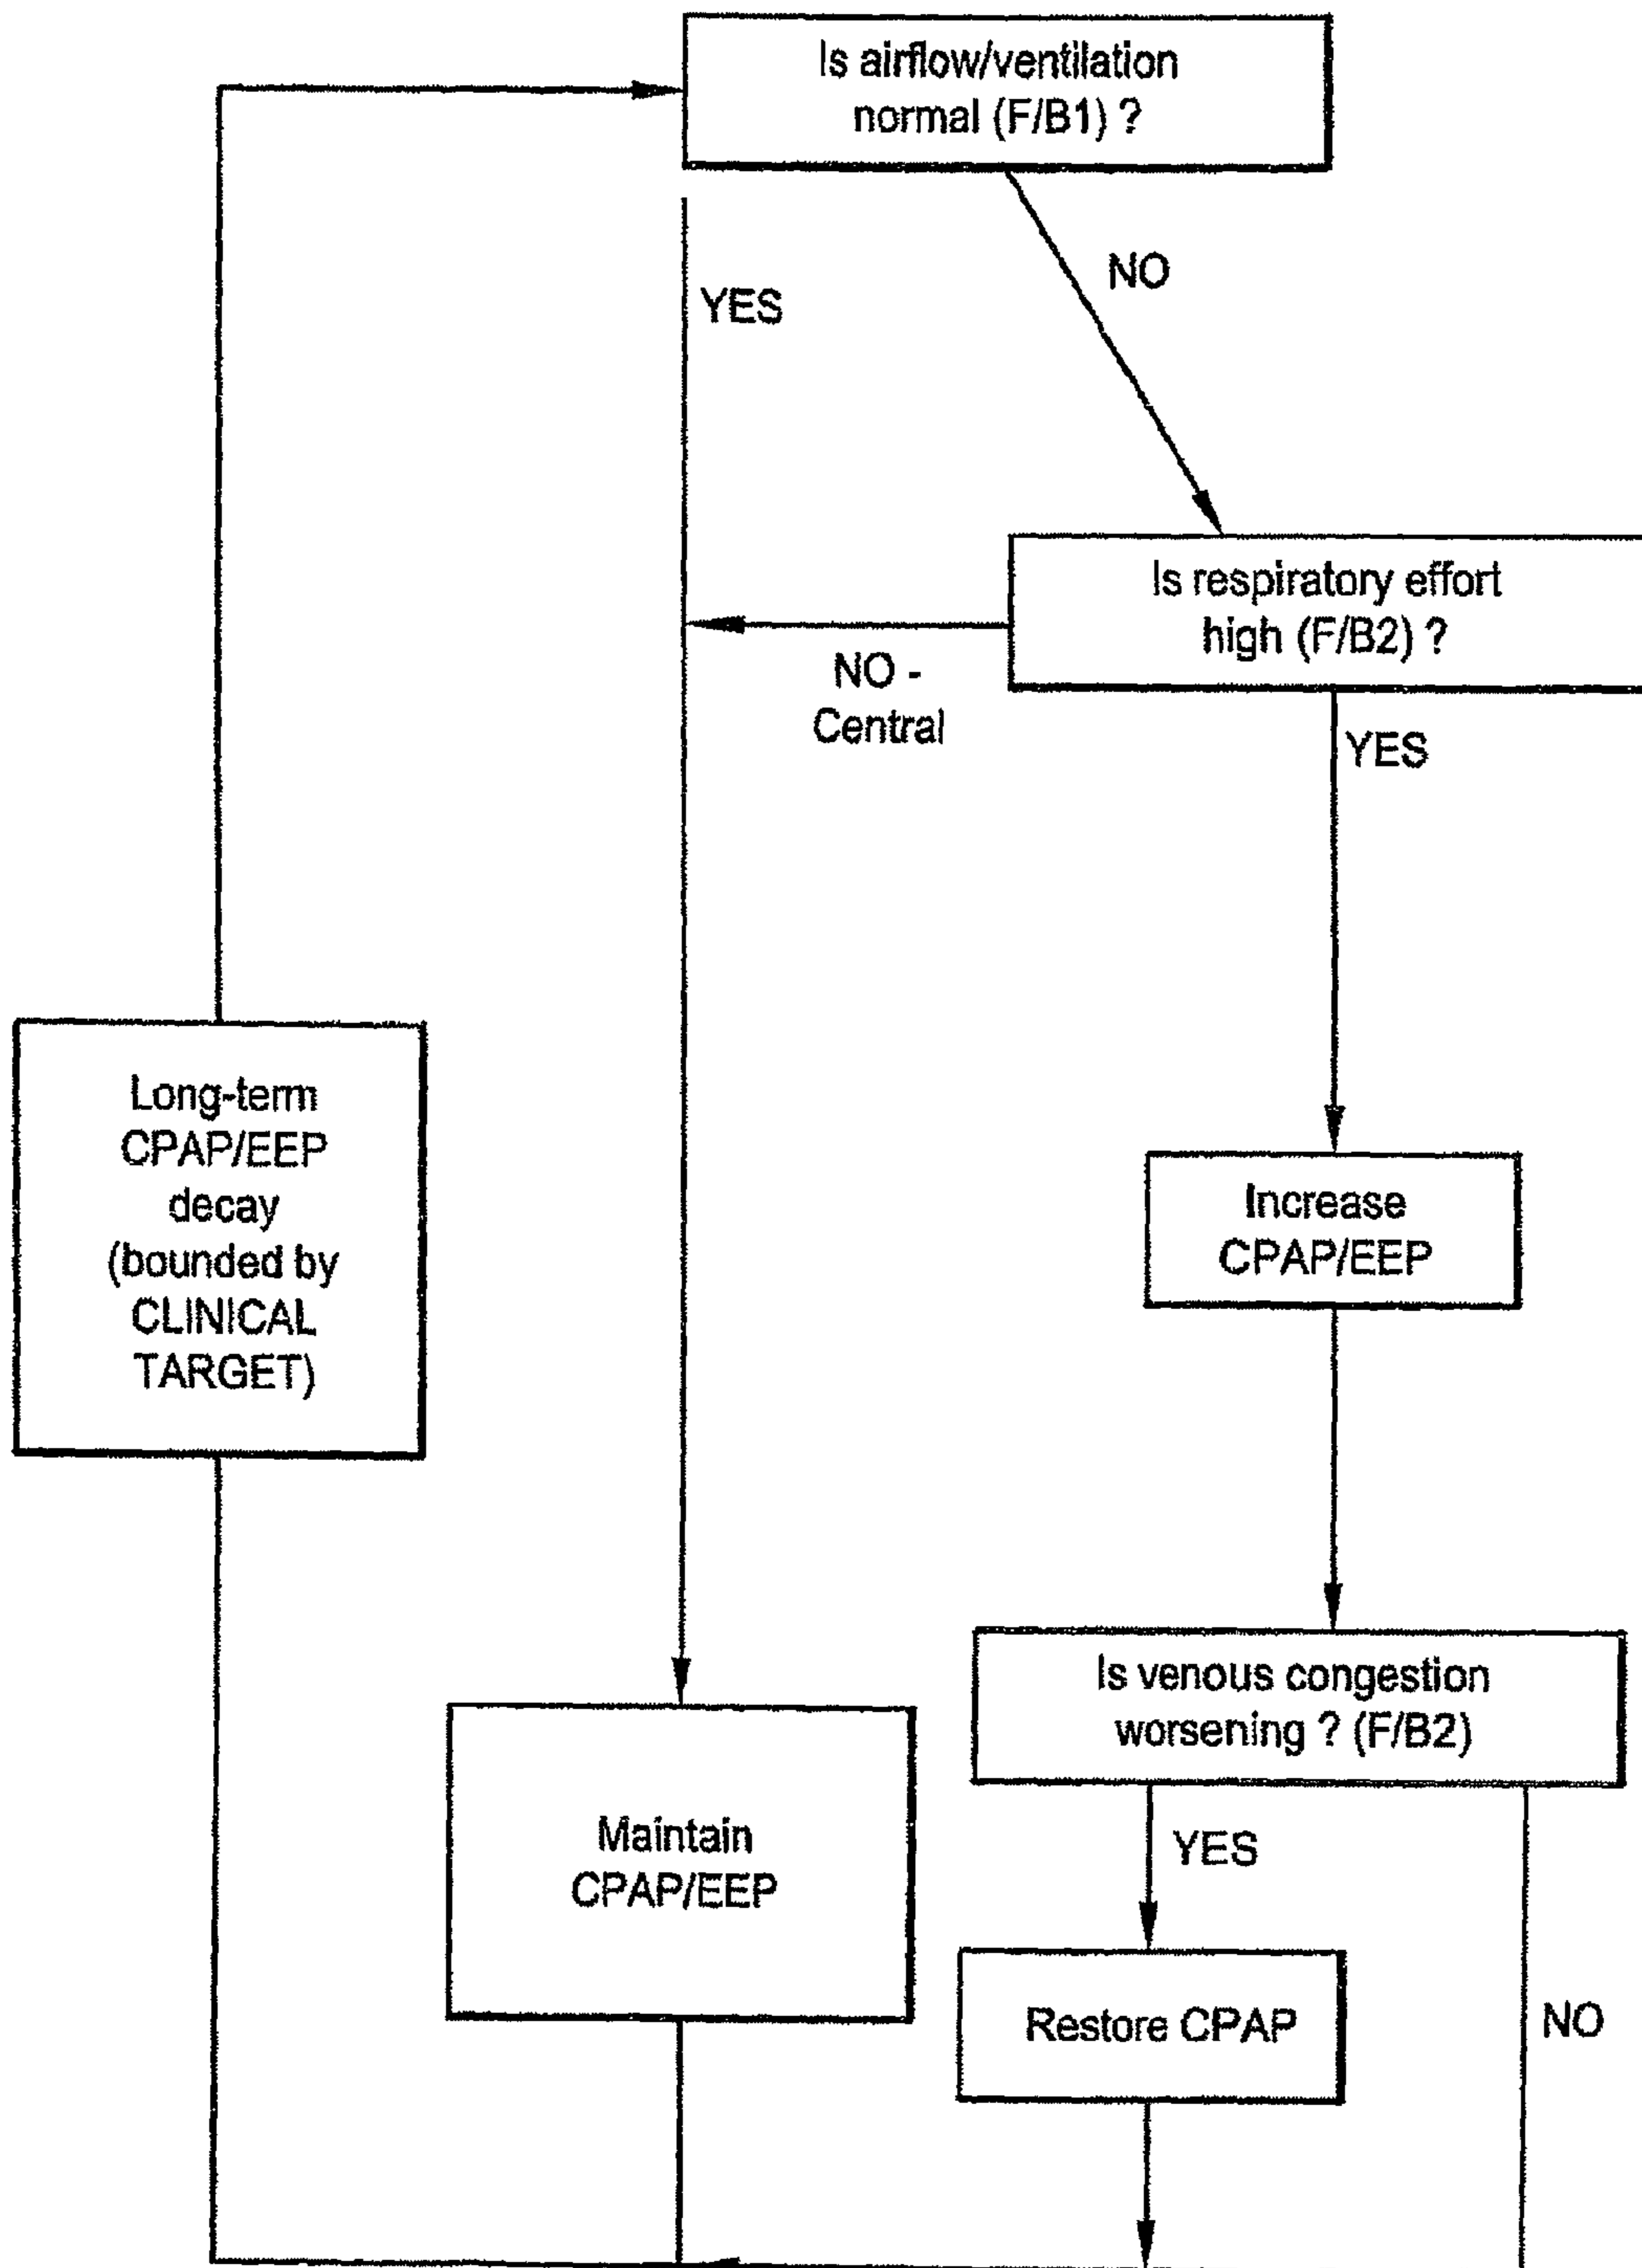 Is airflow/ventilation
normal (F/B1) ?
YES
NO
Is respiratory effort
high (F/B2) ?
NO -
Central
YES
Long-term
CPAP/EEP
decay
(bounded by
CLINICAL
TARGET)
Increase
CPAP/EEP
Is venous congestion
worsening ? (F/B2)
Maintain
CPAP/EEP
YES
Restore CPAP
NO